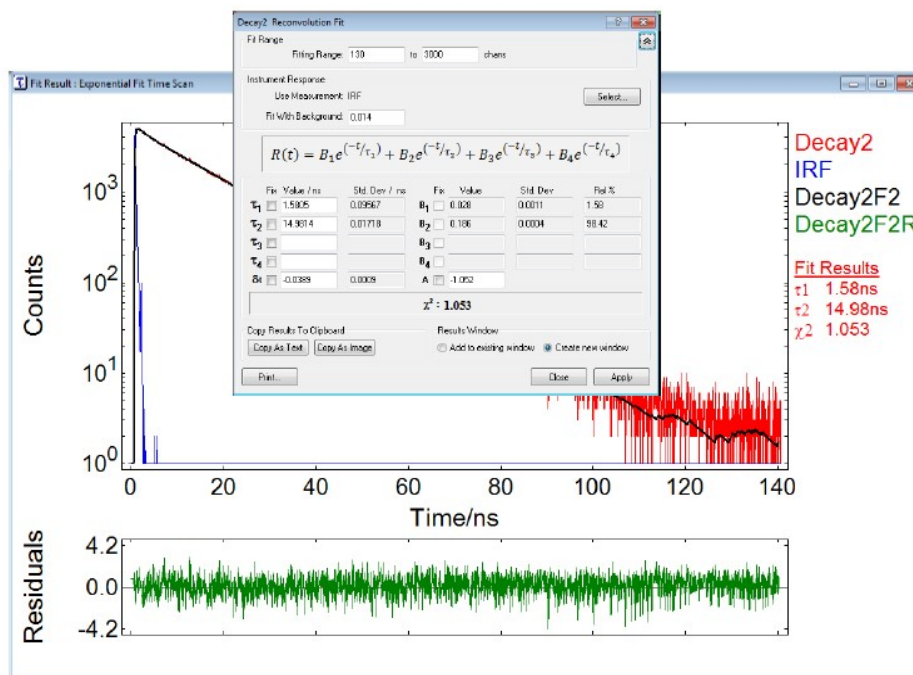 Decay2 Reconvolution Fit
Fit Range
Fitting Range: 130 to 3000 chans
Instrument Response
Use Measurement: IRF
Select...
Fit With Background: 0.014
R(t) = B₁e^(-t/τ₁) + B₂e^(-t/τ₂) + B₃e^(-t/τ₃) + B₄e^(-t/τ₄)
Fix Value / ns Std. Dev / ns Fix Value Std. Dev Rel %
τ₁ 1.5805 0.09567 B₁ 0.028 0.0011 1.58
τ₂ 14.9814 0.01718 B₂ 0.186 0.0004 98.42
τ₃ B₃
τ₄ B₄
δt -0.0389 0.0009 A -1.052
χ² : 1.053
Copy Results To Clipboard
Results Window
Copy As Text Copy As Image Add to existing window Create new window
Print... Close Apply
Fit Result : Exponential Fit Time Scan
Decay2
IRF
Decay2F2
Decay2F2R
Fit Results
τ1 1.58ns
τ2 14.98ns
χ2 1.053
Counts
10³
10²
10¹
10⁰
0 20 40 60 80 100 120 140
Time/ns
Residuals
4.2
0.0
-4.2